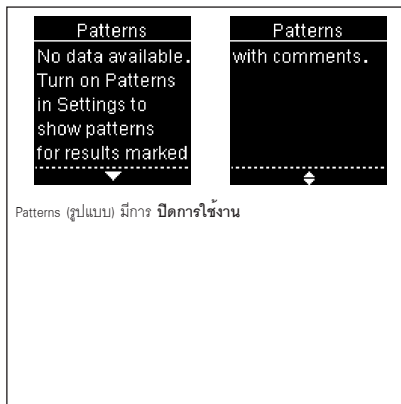 Patterns
No data available.
Turn on Patterns
in Settings to
show patterns
for results marked
Patterns
with comments.
Patterns (รูปแบบ) มีการ ปิดการใช้งาน